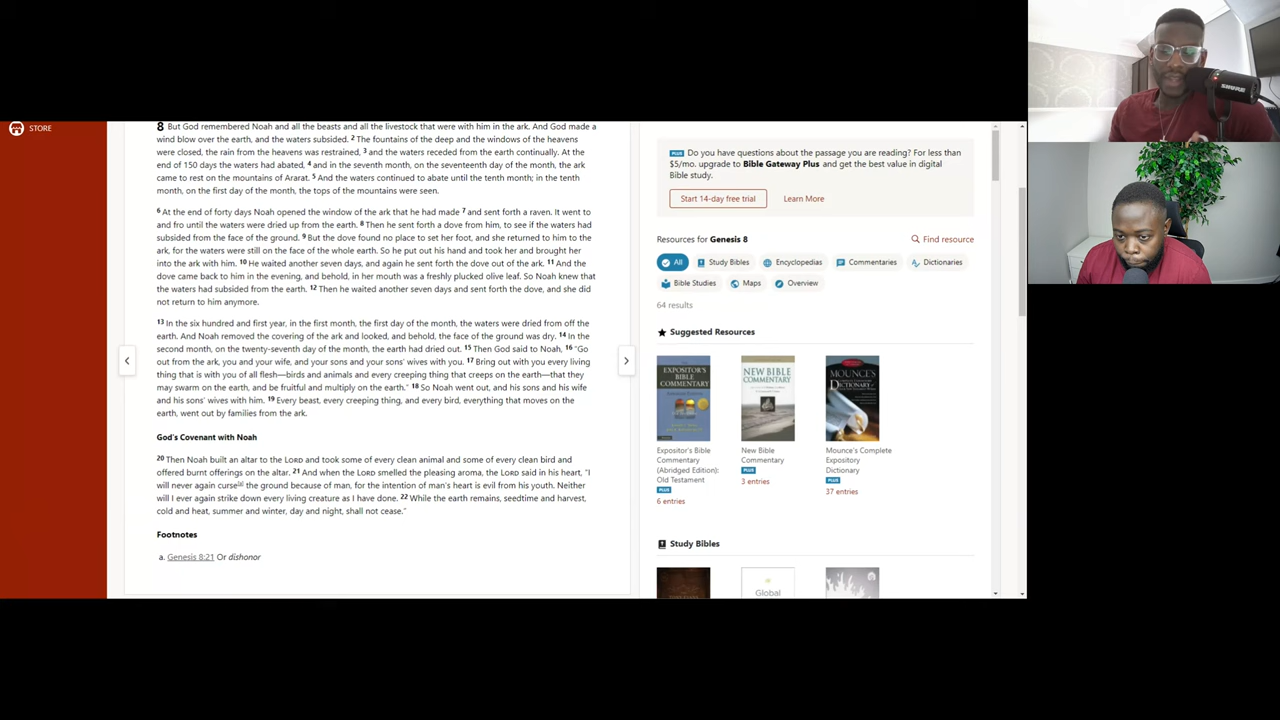 STORE
8 But God remembered Noah and all the beasts and all the livestock that were with him in the ark. And God made a
wind blow over the earth, and the waters subsided. 2 The fountains of the deep and the windows of the heavens
were closed, the rain from the heavens was restrained, 3 and the waters receded from the earth continually. At the
end of 150 days the waters had abated, 4 and in the seventh month, on the seventeenth day of the month, the ark
came to rest on the mountains of Ararat. 5 And the waters continued to abate until the tenth month; in the tenth
month, on the first day of the month, the tops of the mountains were seen.
6 At the end of forty days Noah opened the window of the ark that he had made 7 and sent forth a raven. It went to
and fro until the waters were dried up from the earth. 8 Then he sent forth a dove from him, to see if the waters had
subsided from the face of the ground. 9 But the dove found no place to set her foot, and she returned to him to the
ark, for the waters were still on the face of the whole earth. So he put out his hand and took her and brought her
into the ark with him. 10 He waited another seven days, and again he sent forth the dove out of the ark. 11 And the
dove came back to him in the evening, and behold, in her mouth was a freshly plucked olive leaf. So Noah knew that
the waters had subsided from the earth. 12 Then he waited another seven days and sent forth the dove, and she did
not return to him anymore.
13 In the six hundred and first year, in the first month, the first day of the month, the waters were dried from off the
earth. And Noah removed the covering of the ark and looked, and behold, the face of the ground was dry. 14 In the
second month, on the twenty-seventh day of the month, the earth had dried out. 15 Then God said to Noah, 16 “Go
out from the ark, you and your wife, and your sons and your sons’ wives with you. 17 Bring out with you every living
thing that is with you of all flesh—birds and animals and every creeping thing that creeps on the earth—that they
may swarm on the earth, and be fruitful and multiply on the earth.” 18 So Noah went out, and his sons and his wife
and his sons’ wives with him. 19 Every beast, every creeping thing, and every bird, everything that moves on the
earth, went out by families from the ark.
God’s Covenant with Noah
20 Then Noah built an altar to the LORD and took some of every clean animal and some of every clean bird and
offered burnt offerings on the altar. 21 And when the LORD smelled the pleasing aroma, the LORD said in his heart, “I
will never again curse[a] the ground because of man, for the intention of man’s heart is evil from his youth. Neither
will I ever again strike down every living creature as I have done. 22 While the earth remains, seedtime and harvest,
cold and heat, summer and winter, day and night, shall not cease.”
Footnotes
a. Genesis 8:21 Or dishonor
PLUS Do you have questions about the passage you are reading? For less than
$5/mo. upgrade to Bible Gateway Plus and get the best value in digital
Bible study.
Start 14-day free trial Learn More
Resources for Genesis 8 Find resource
All Study Bibles Encyclopedias Commentaries Dictionaries
Bible Studies Maps Overview
64 results
Suggested Resources
EXPOSITOR'S BIBLE COMMENTARY
NEW BIBLE COMMENTARY
MOUNCE'S DICTIONARY
Expositor's Bible
Commentary
(Abridged Edition):
Old Testament
PLUS
6 entries
New Bible
Commentary
PLUS
3 entries
Mounce's Complete
Expository
Dictionary
PLUS
37 entries
Study Bibles
Global